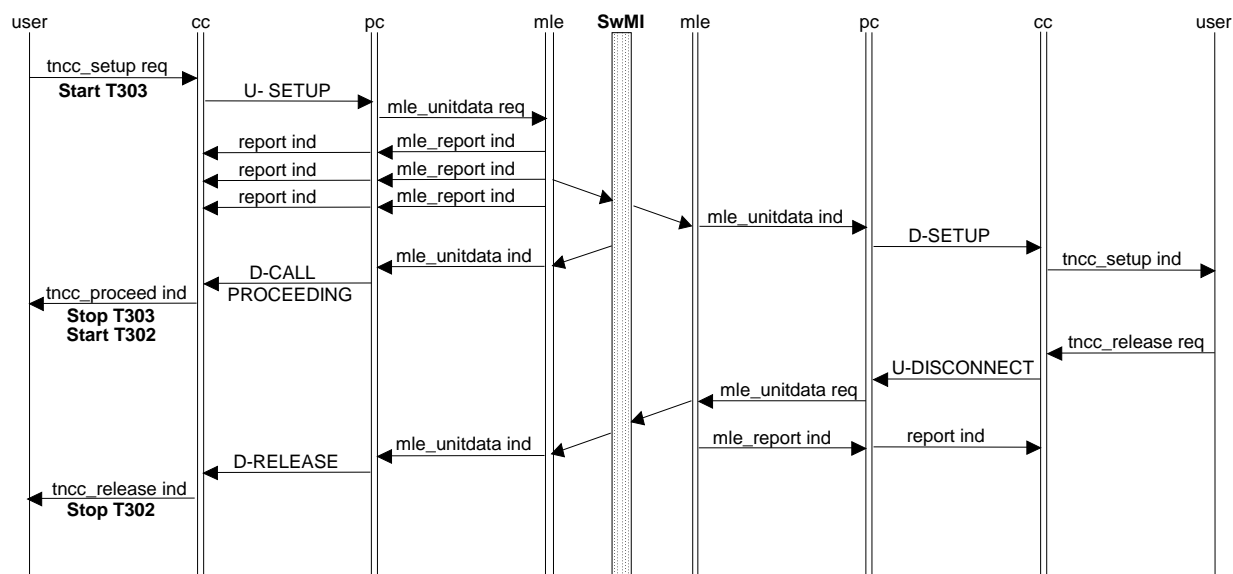 user cc pc mle SwMI mle pc cc user
tncc_setup req
Start T303
U- SETUP
mle_unitdata req
report ind mle_report ind
report ind mle_report ind
report ind mle_report ind
mle_unitdata ind
D-SETUP
mle_unitdata ind
tncc_setup ind
D-CALL
PROCEEDING
tncc_proceed ind
Stop T303
Start T302
tncc_release req
U-DISCONNECT
mle_unitdata req
mle_unitdata ind
mle_report ind report ind
D-RELEASE
tncc_release ind
Stop T302